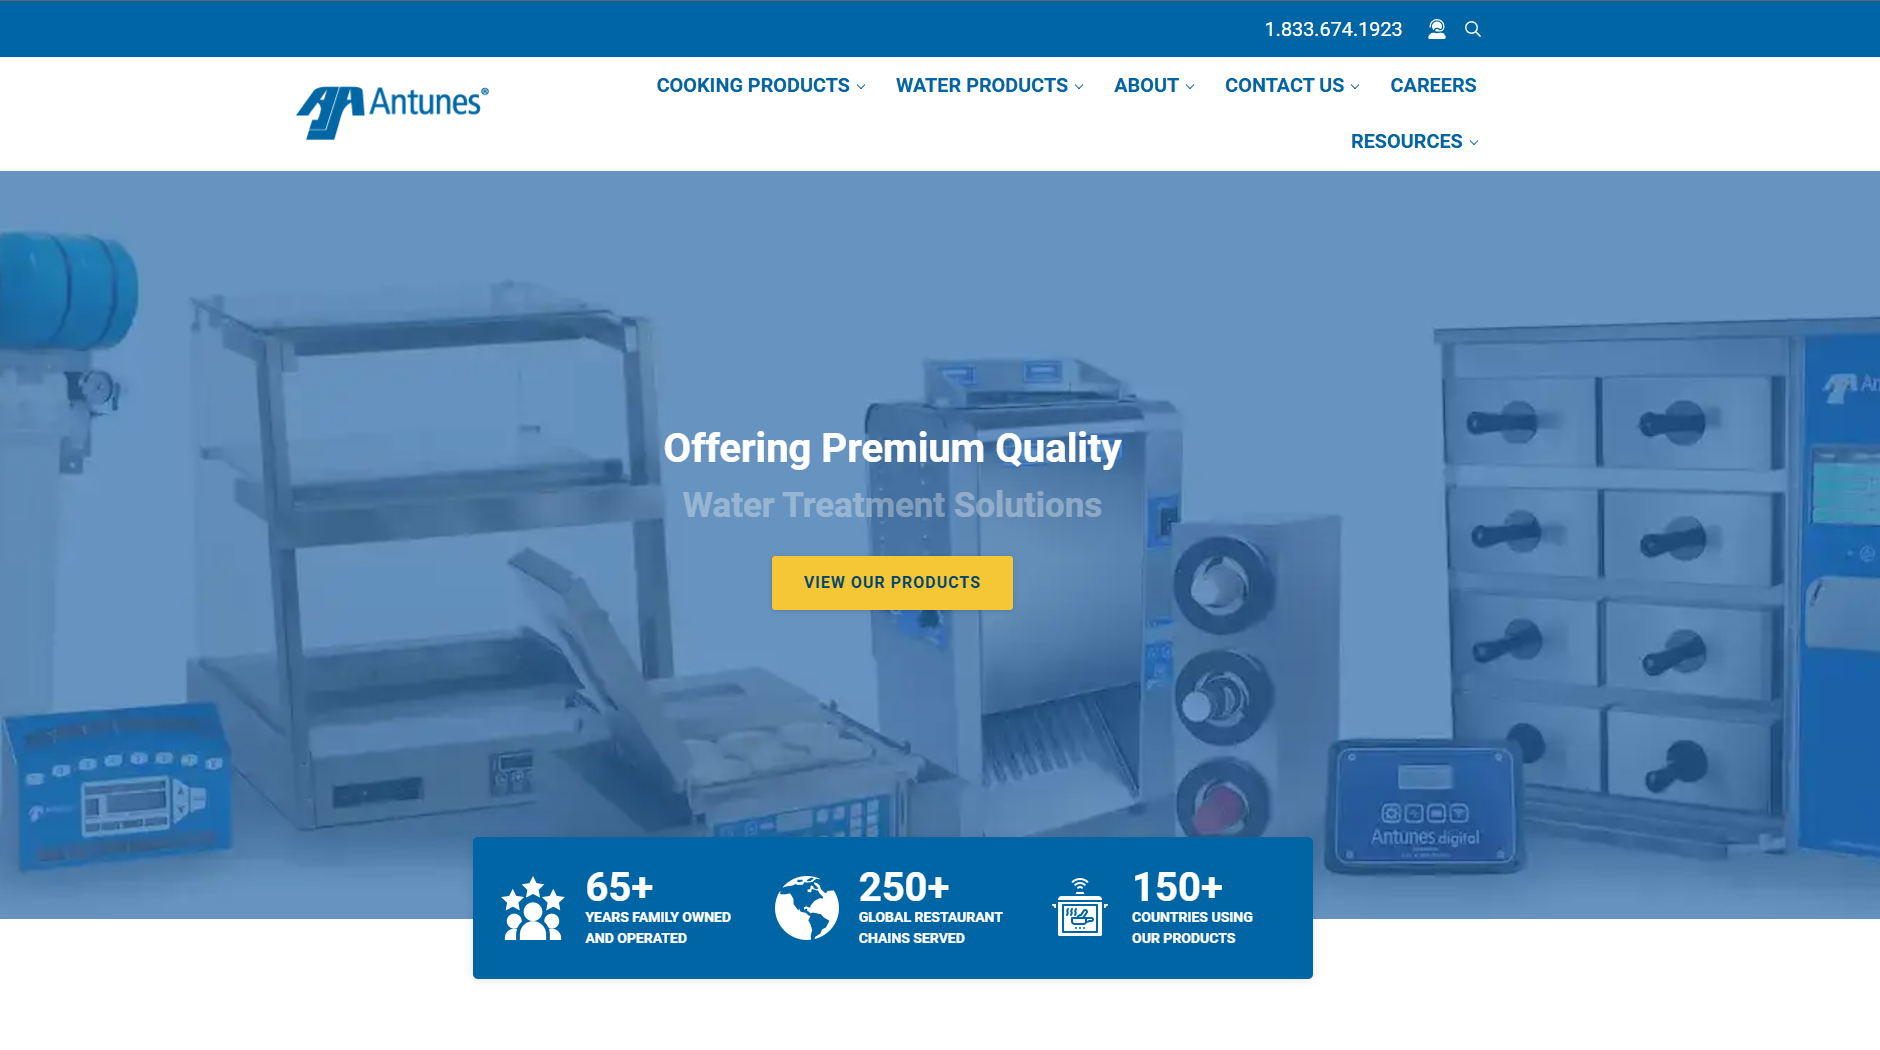 1.833.674.1923
Antunes®
COOKING PRODUCTS
WATER PRODUCTS
ABOUT
CONTACT US
CAREERS
RESOURCES
Offering Premium Quality
Water Treatment Solutions
VIEW OUR PRODUCTS
Antunes digital
65+
YEARS FAMILY OWNED
AND OPERATED
250+
GLOBAL RESTAURANT
CHAINS SERVED
150+
COUNTRIES USING
OUR PRODUCTS